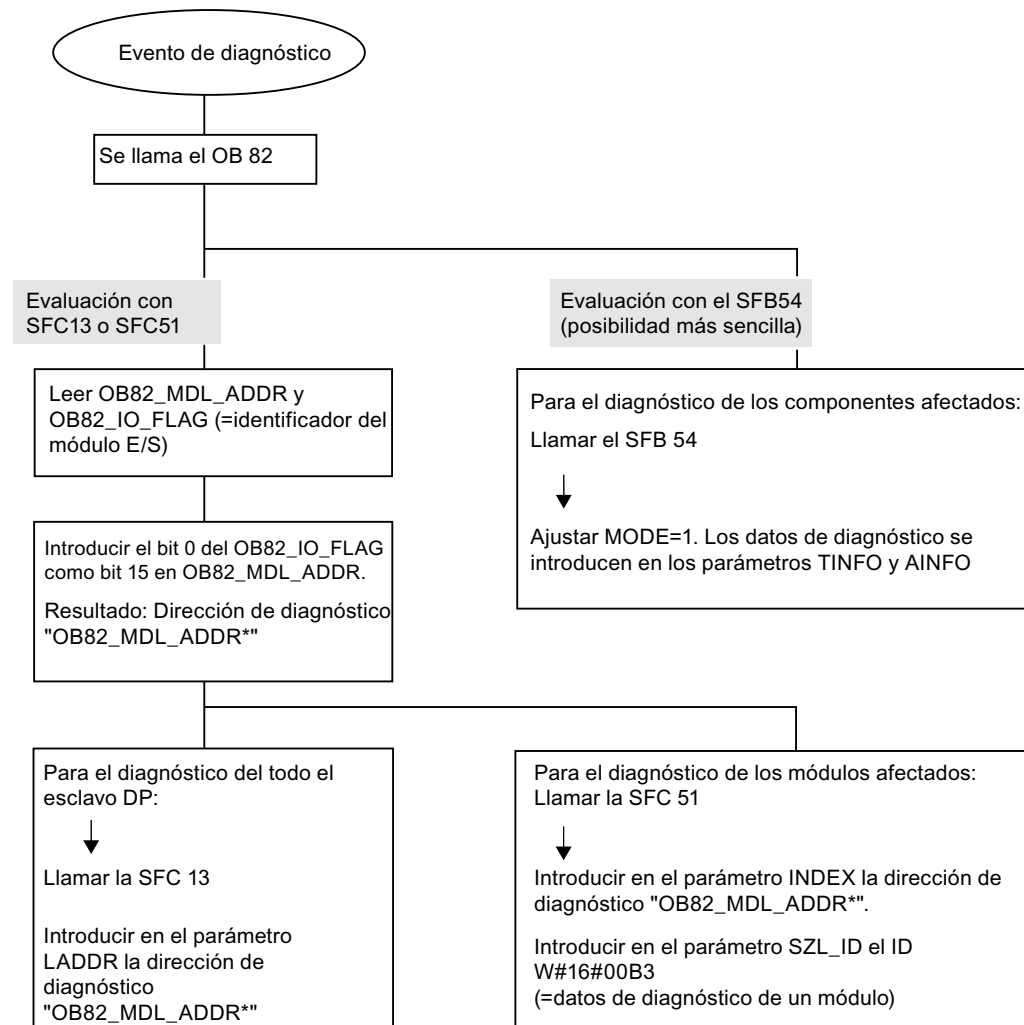 Evento de diagnóstico
Se llama el OB 82
Evaluación con
SFC13 o SFC51
Evaluación con el SFB54
(posibilidad más sencilla)
Leer OB82_MDL_ADDR y
OB82_IO_FLAG (=identificador del
módulo E/S)
Para el diagnóstico de los componentes afectados:
Llamar el SFB 54
Ajustar MODE=1. Los datos de diagnóstico se
introducen en los parámetros TINFO y AINFO
Introducir el bit 0 del OB82_IO_FLAG
como bit 15 en OB82_MDL_ADDR.
Resultado: Dirección de diagnóstico
"OB82_MDL_ADDR*"
Para el diagnóstico del todo el
esclavo DP:
Llamar la SFC 13
Introducir en el parámetro
LADDR la dirección de
diagnóstico
"OB82_MDL_ADDR*"
Para el diagnóstico de los módulos afectados:
Llamar la SFC 51
Introducir en el parámetro INDEX la dirección de
diagnóstico "OB82_MDL_ADDR*".
Introducir en el parámetro SZL_ID el ID
W#16#00B3
(=datos de diagnóstico de un módulo)